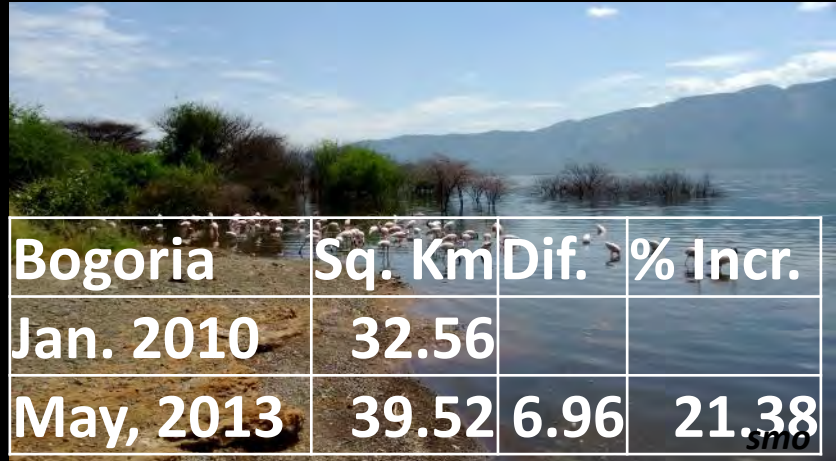 Bogoria Sq. Km Dif. % Incr.
Jan. 2010 32.56
May, 2013 39.52 6.96 21.38
smo